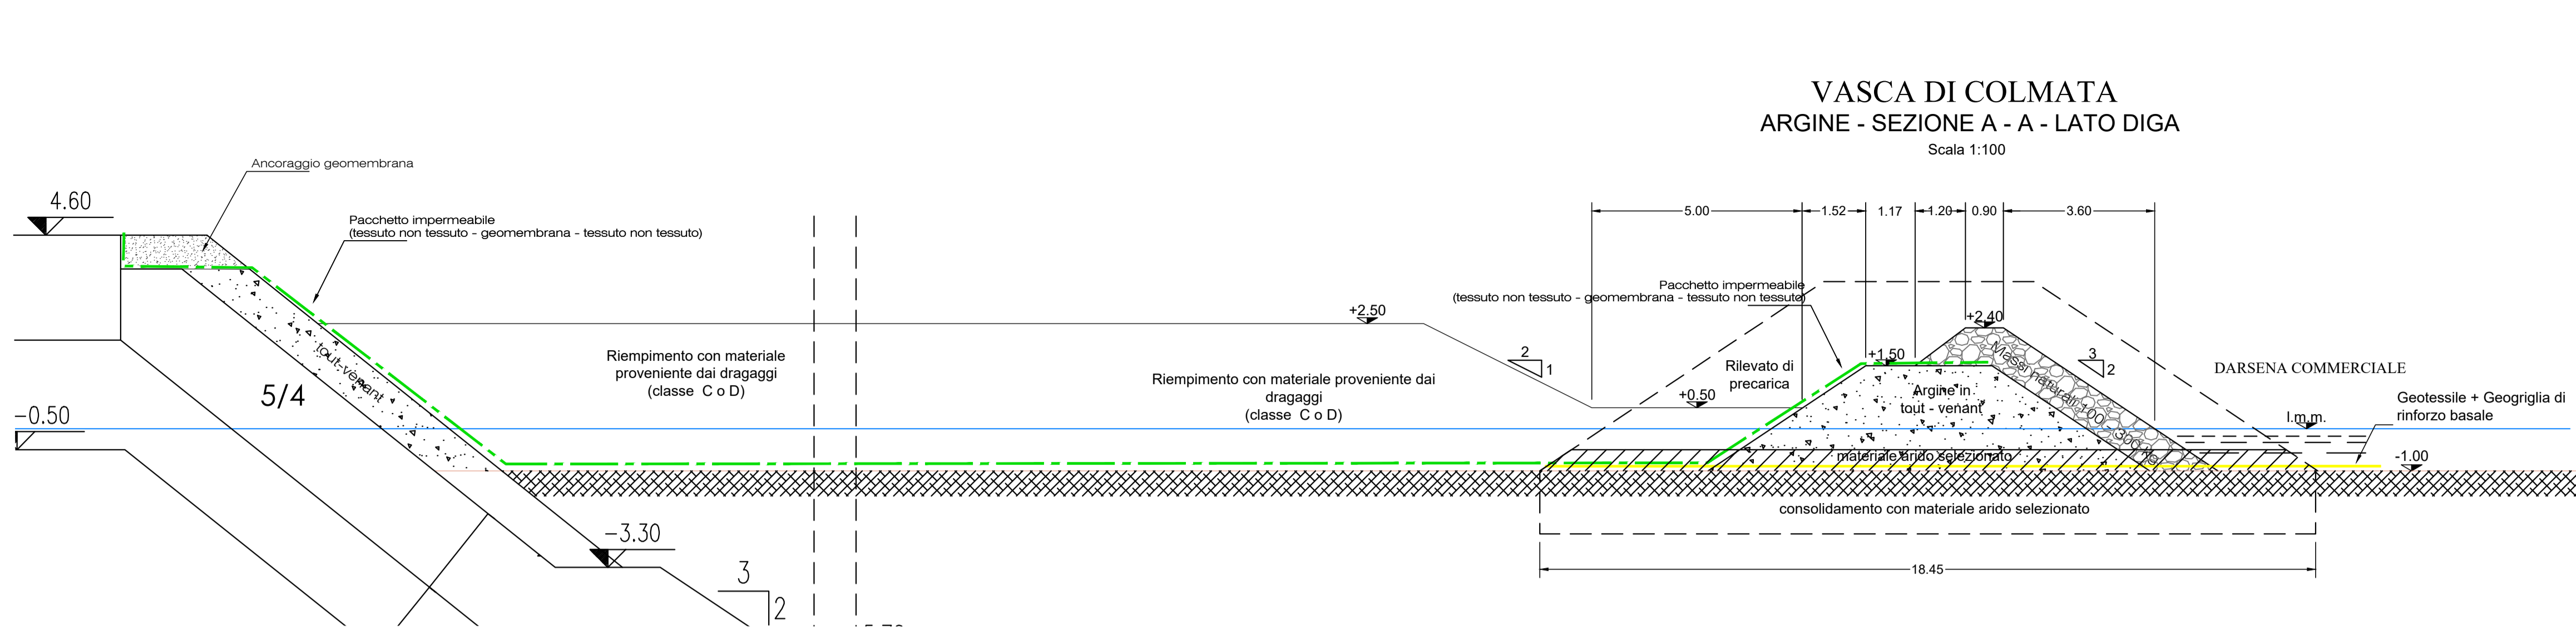 VASCA DI COLMATA
ARGINE - SEZIONE A - A - LATO DIGA
Scala 1:100
Ancoraggio geomembrana
4.60
Pacchetto impermeabile
(tessuto non tessuto - geomembrana - tessuto non tessuto)
5.00
1.52
1.17
1.20
0.90
3.60
Pacchetto impermeabile
(tessuto non tessuto - geomembrana - tessuto non tessuto)
+2.50
+2.40
+1.50
2
1
3
2
Riempimento con materiale
proveniente dai dragaggi
(classe C o D)
Riempimento con materiale proveniente dai
dragaggi
(classe C o D)
Rilevato di
precarica
+0.50
Argine in
tout - venant
Massi naturali 100 - 300 kg
DARSENA COMMERCIALE
Geotessile + Geogriglia di
rinforzo basale
l.m.m.
-1.00
tout-venant
5/4
-0.50
materiale arido selezionato
consolidamento con materiale arido selezionato
-3.30
3
2
18.45